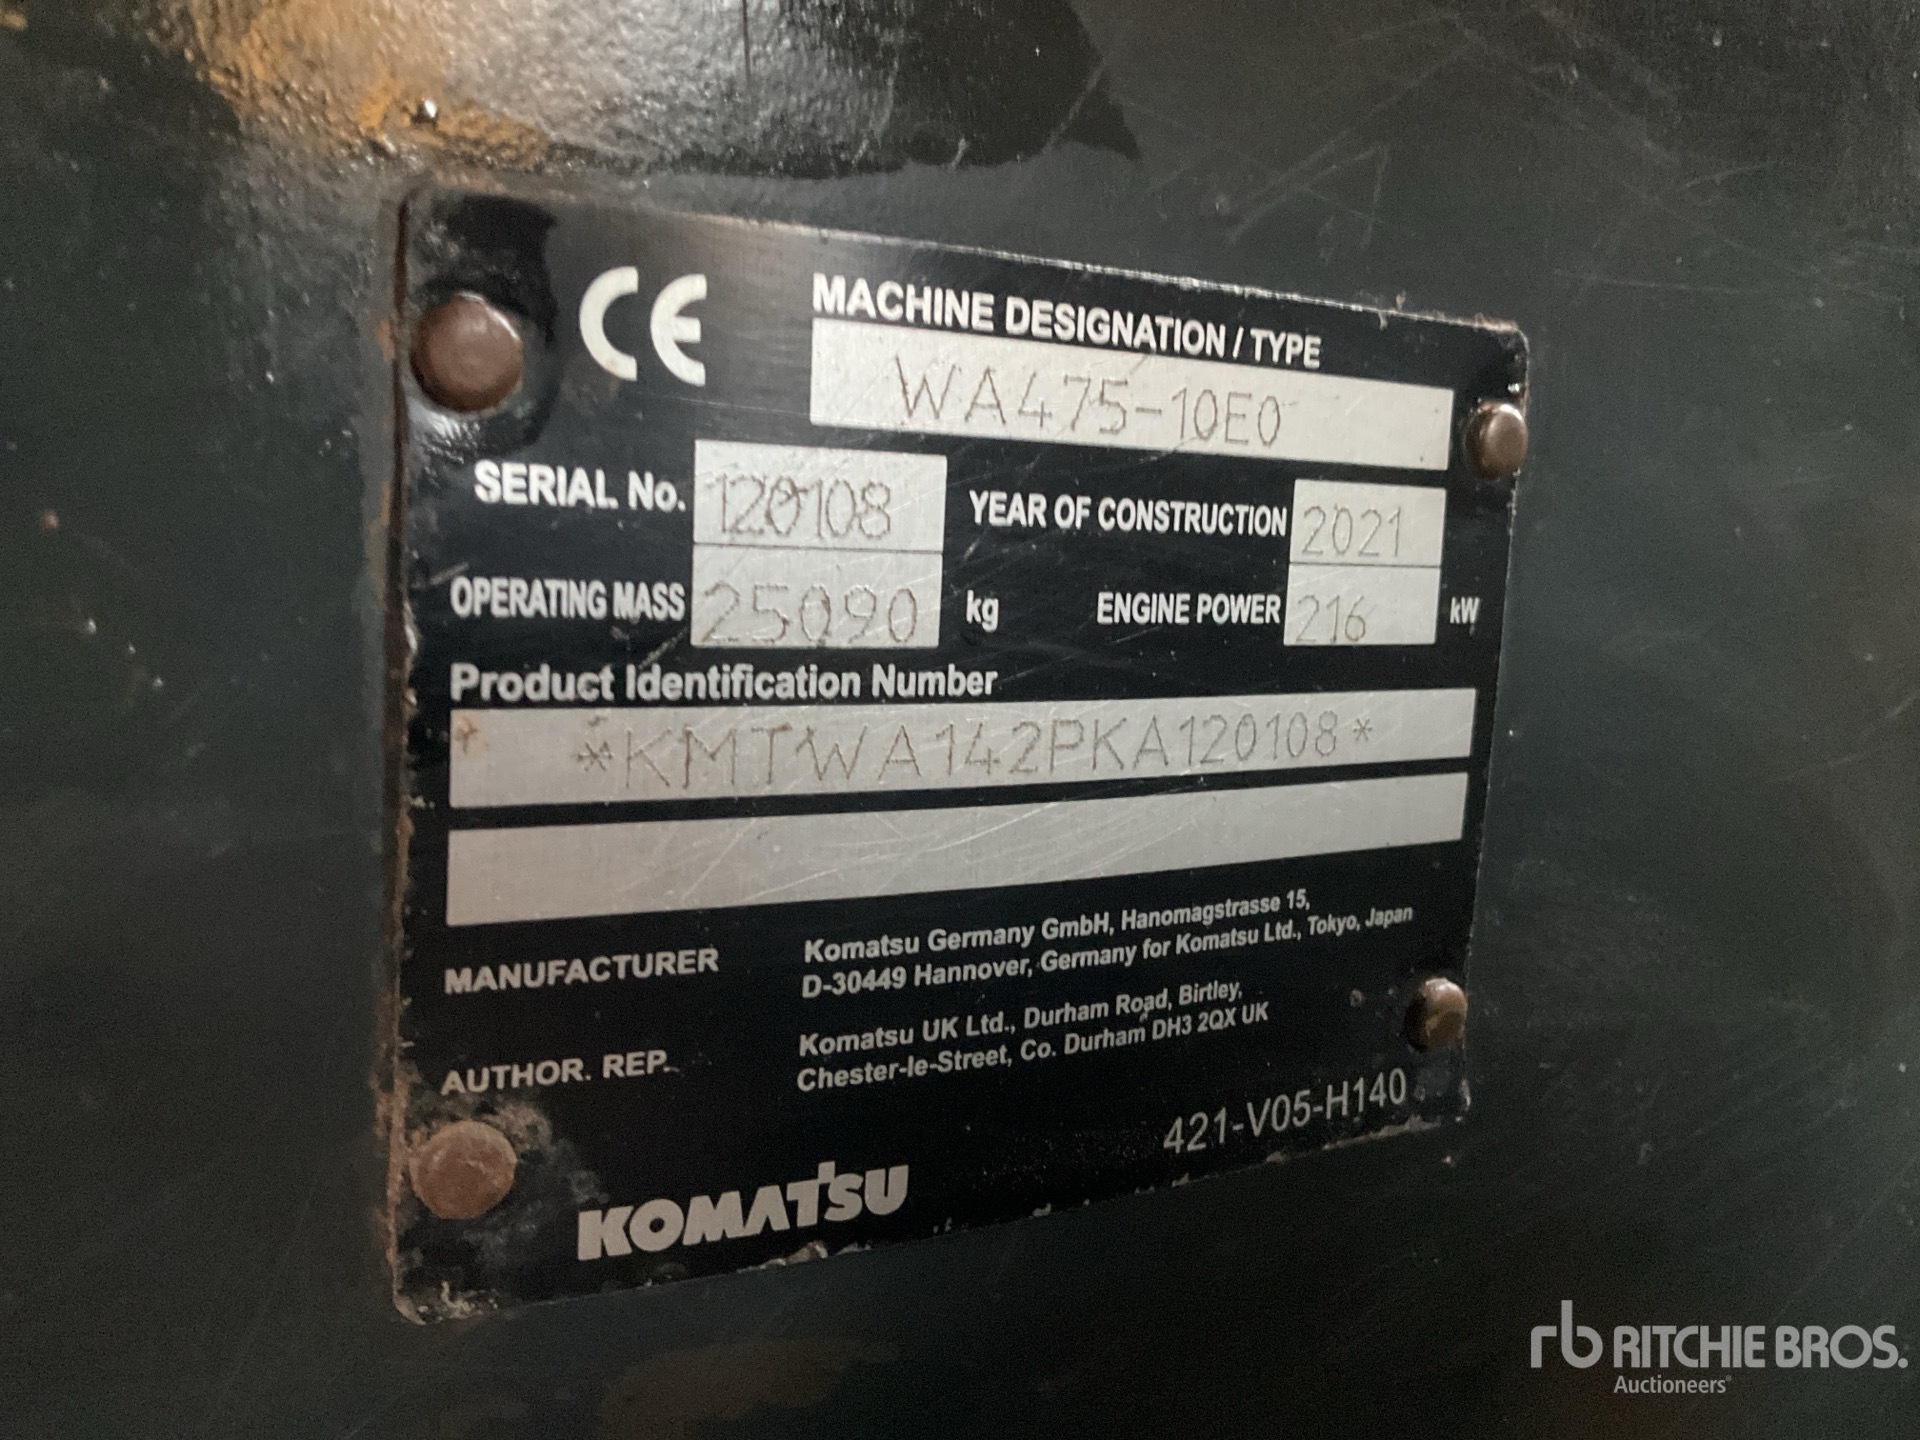 CE MACHINE DESIGNATION / TYPE
WA475-10E0
SERIAL No. 120108 YEAR OF CONSTRUCTION 2021
OPERATING MASS 25090 kg ENGINE POWER 216 kW
Product Identification Number
*KMTWA142PKA120108*
MANUFACTURER Komatsu Germany GmbH, Hanomagstrasse 15,
D-30449 Hannover, Germany for Komatsu Ltd., Tokyo, Japan
AUTHOR. REP. Komatsu UK Ltd., Durham Road, Birtley,
Chester-le-Street, Co. Durham DH3 2QX UK
421-V05-H140
KOMATSU
rb RITCHIE BROS.
Auctioneers®